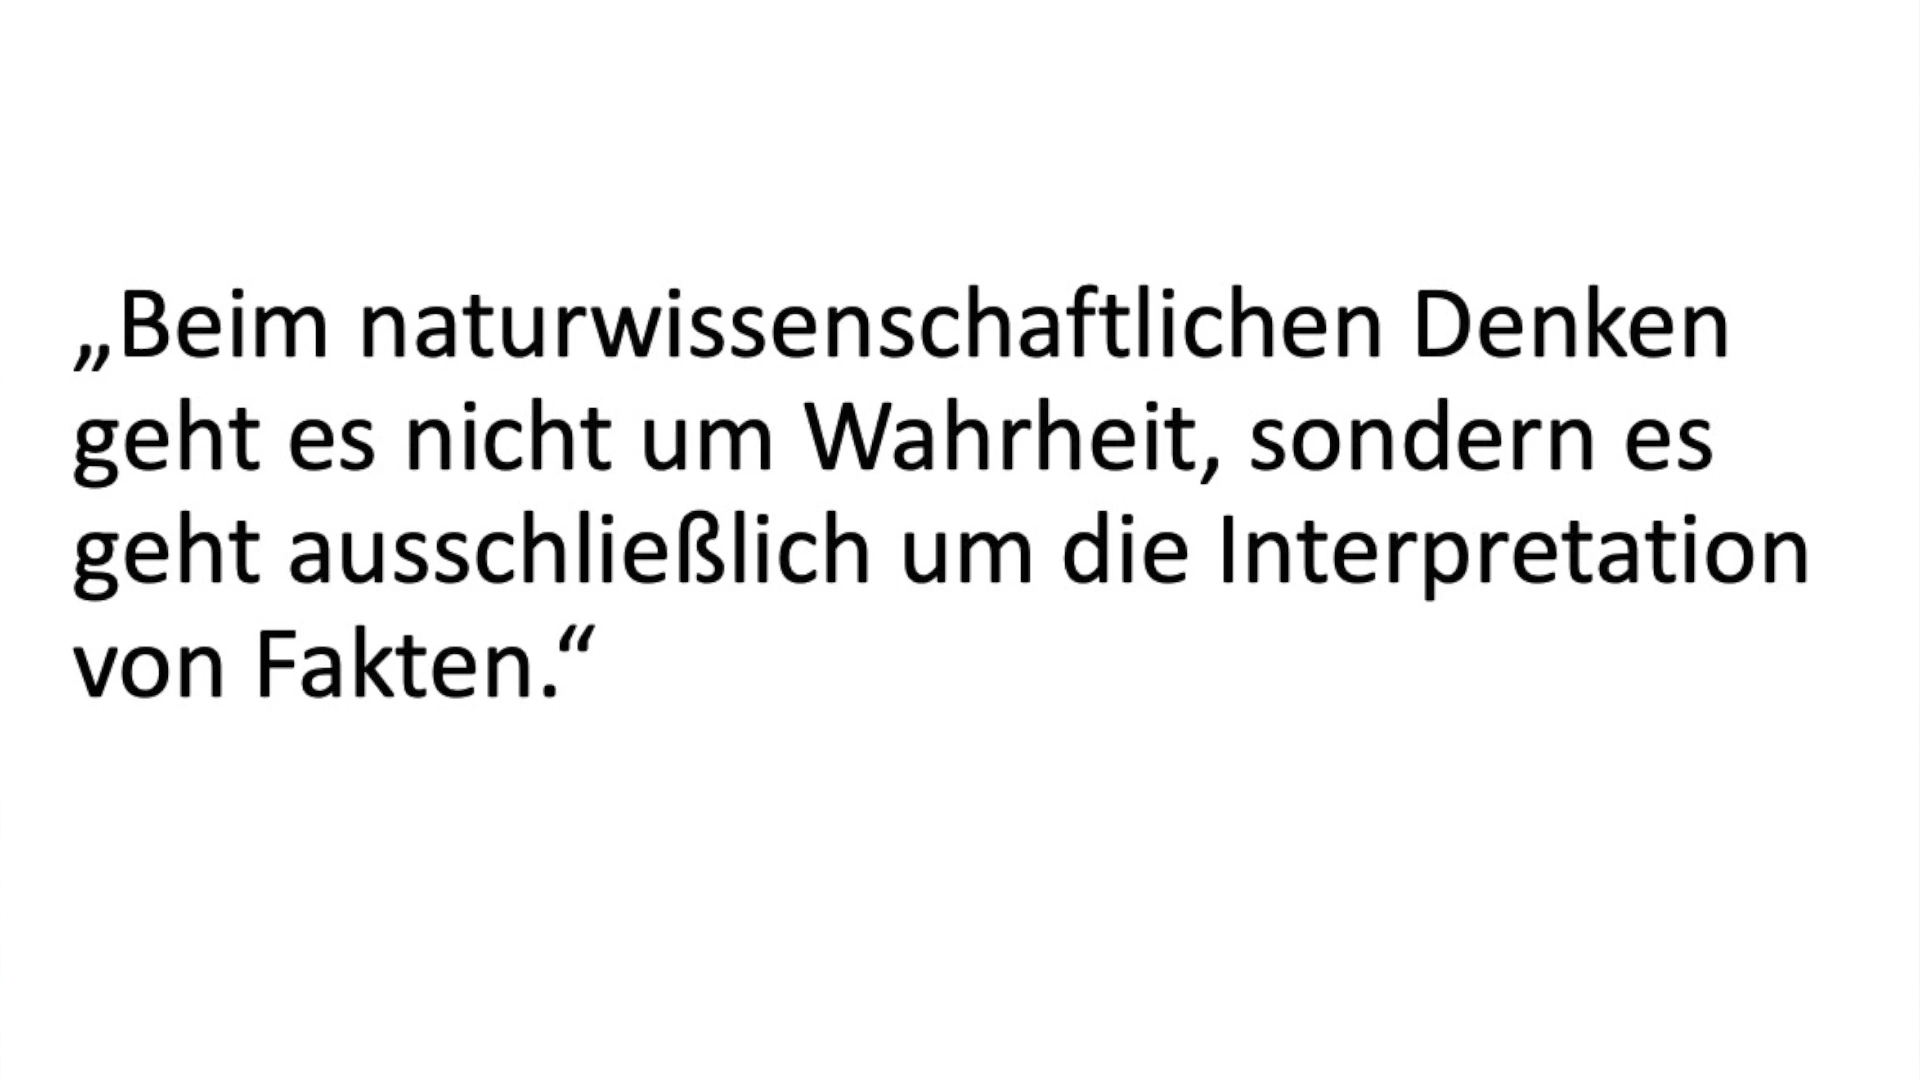 „Beim naturwissenschaftlichen Denken
geht es nicht um Wahrheit, sondern es
geht ausschließlich um die Interpretation
von Fakten.“